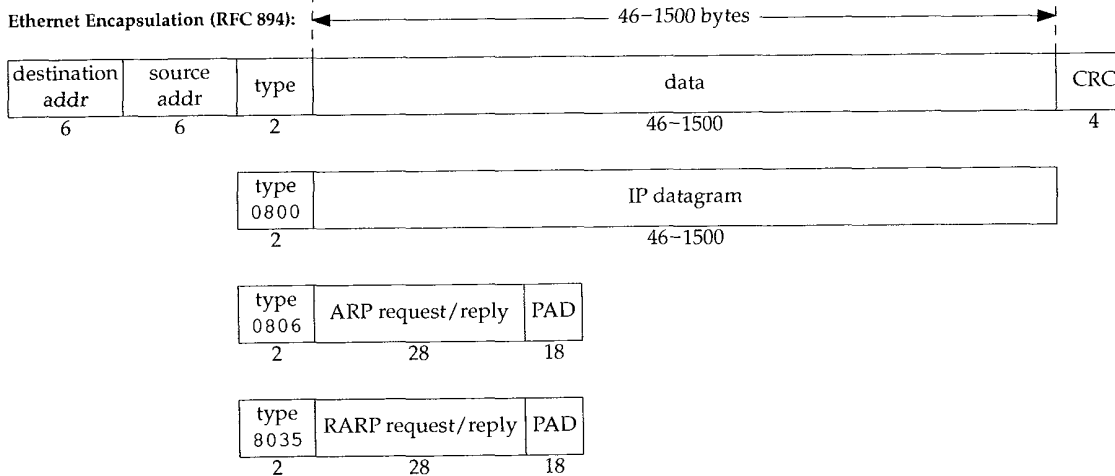 Ethernet Encapsulation (RFC 894):
46–1500 bytes
destination addr
source addr
type
data
CRC
6
6
2
46–1500
4
type 0800
IP datagram
2
46–1500
type 0806
ARP request/reply
PAD
2
28
18
type 8035
RARP request/reply
PAD
2
28
18